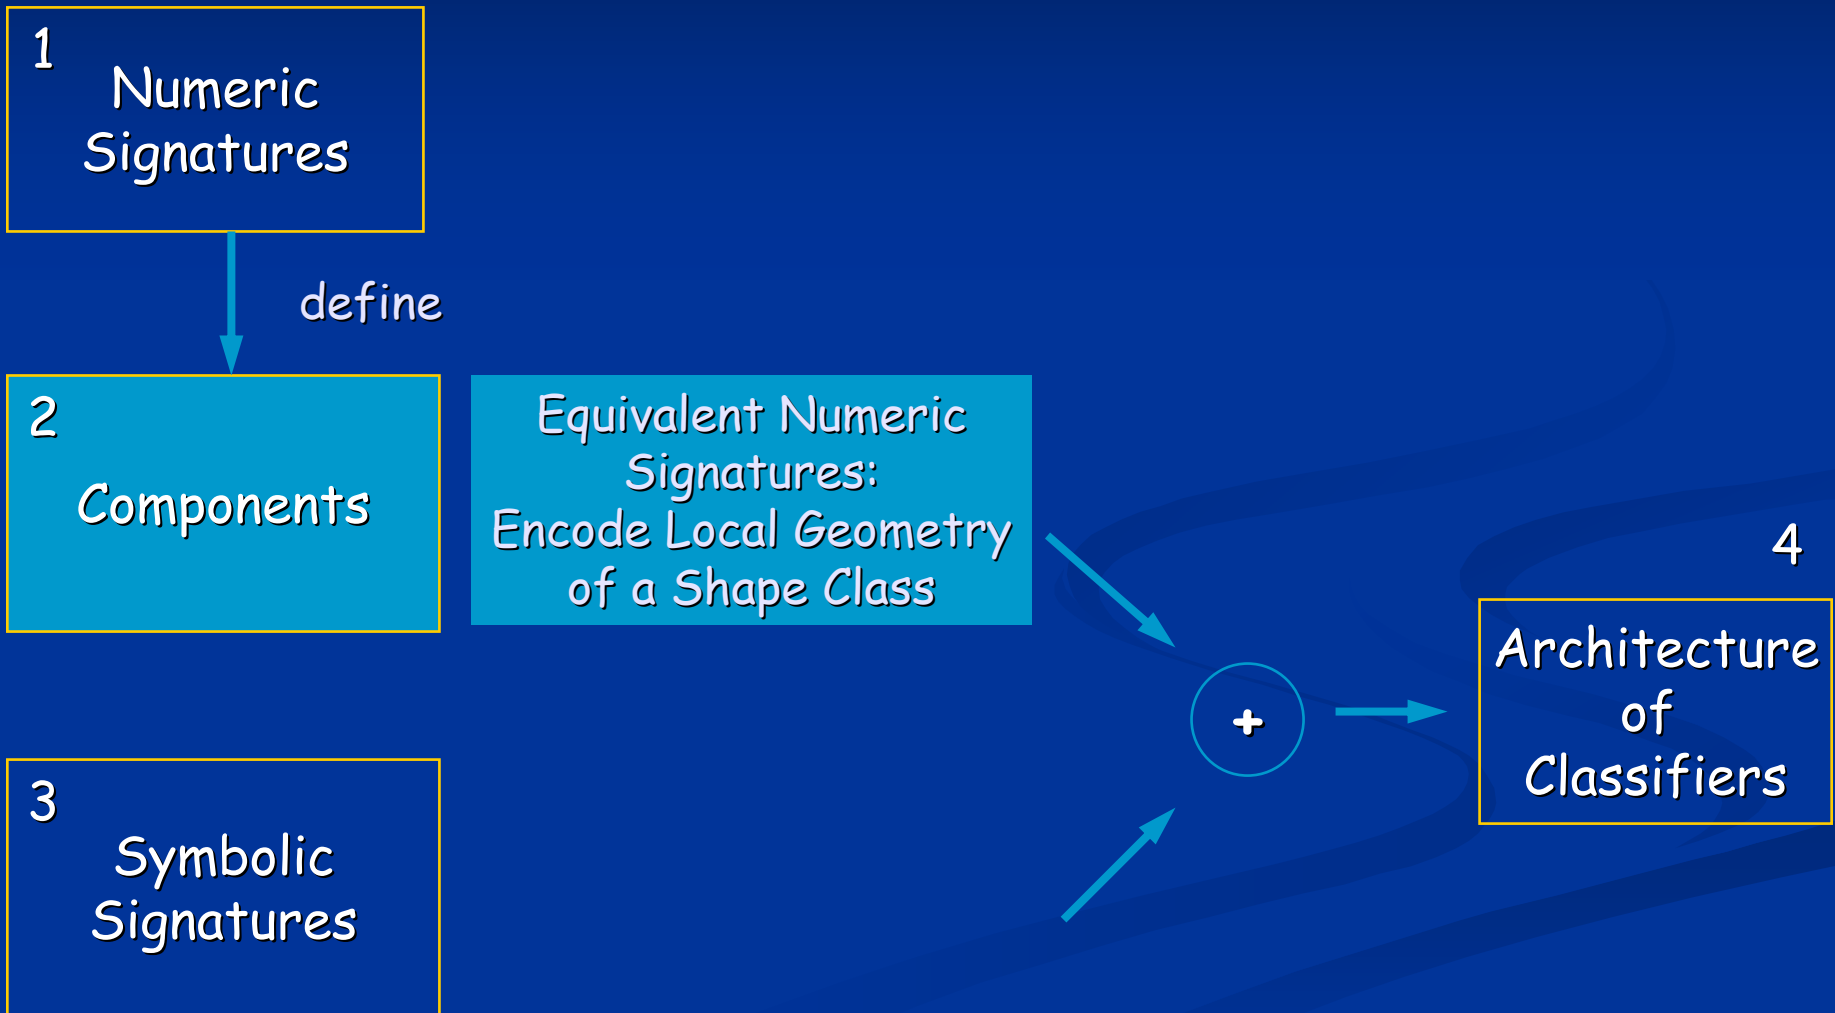 1
Numeric
Signatures
define
2
Components
Equivalent Numeric
Signatures:
Encode Local Geometry
of a Shape Class
3
Symbolic
Signatures
+
4
Architecture
of
Classifiers